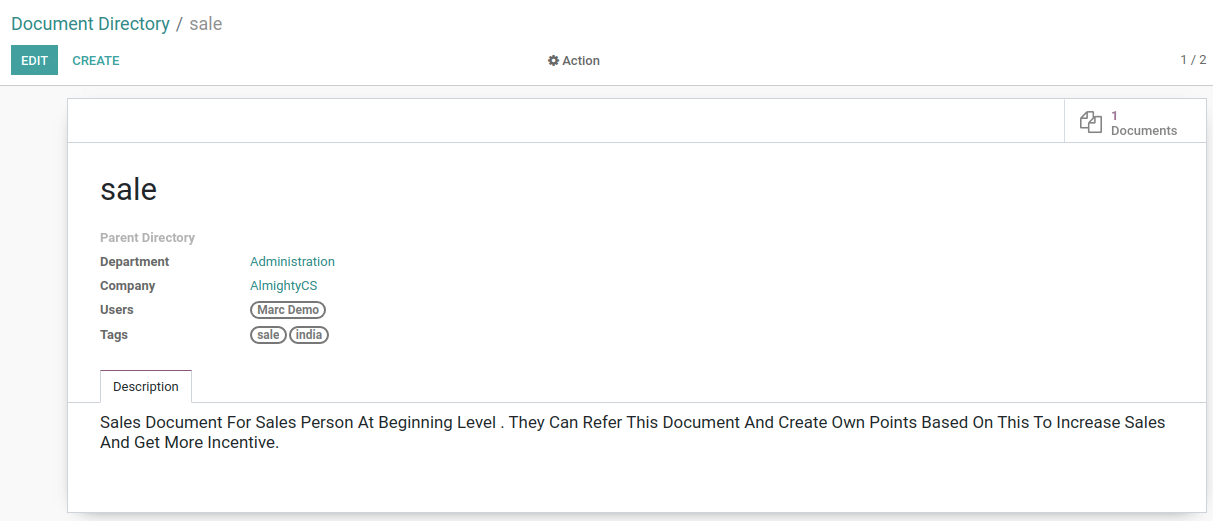 Document Directory / sale
EDIT CREATE Action 1 / 2
1
Documents
sale
Parent Directory
Department Administration
Company AlmightyCS
Users Marc Demo
Tags sale india
Description
Sales Document For Sales Person At Beginning Level . They Can Refer This Document And Create Own Points Based On This To Increase Sales
And Get More Incentive.